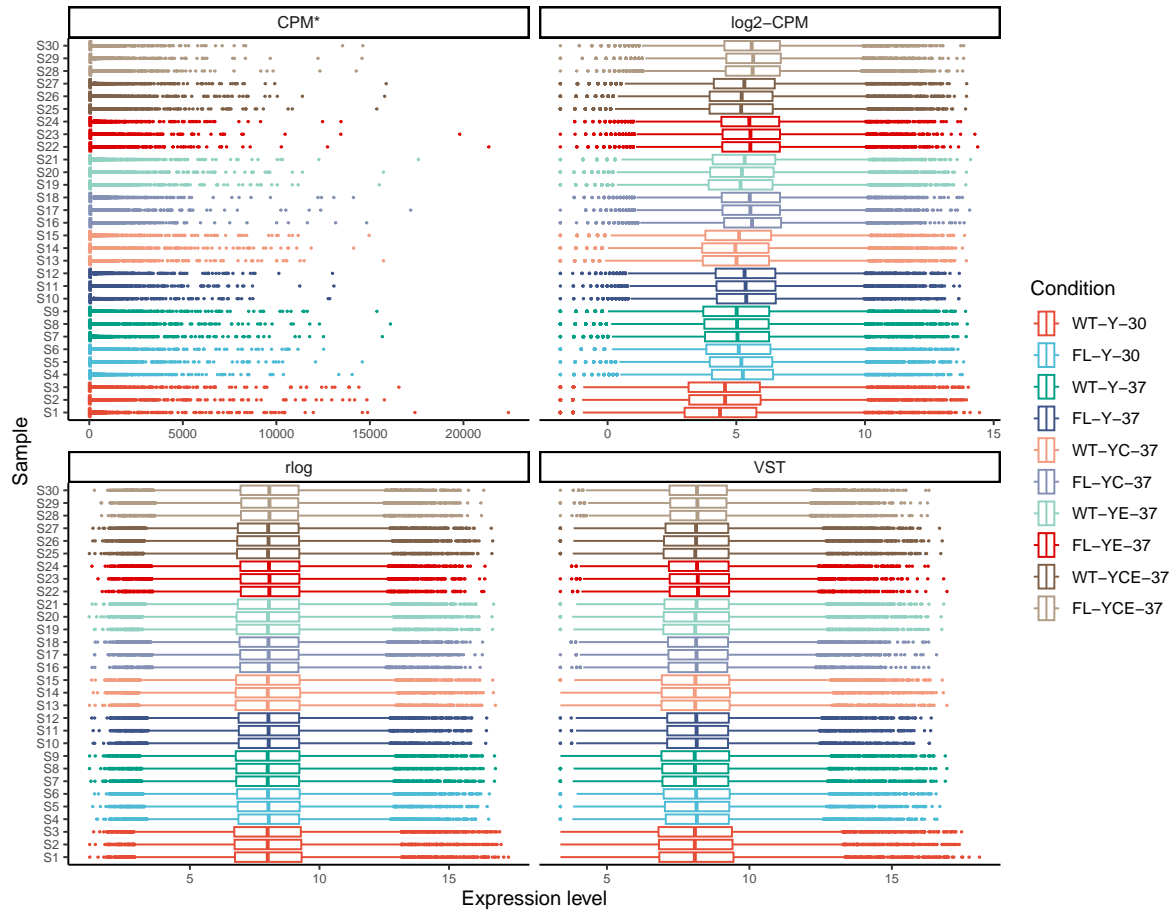 CPM*
log2−CPM
S30
S29
S28
S27
S26
S25
S24
S23
S22
S21
S20
S19
S18
S17
S16
S15
S14
S13
S12
S11
S10
S9
S8
S7
S6
S5
S4
S3
S2
S1
0 5000 10000 15000 20000
0 5 10 15
rlog
VST
S30
S29
S28
S27
S26
S25
S24
S23
S22
S21
S20
S19
S18
S17
S16
S15
S14
S13
S12
S11
S10
S9
S8
S7
S6
S5
S4
S3
S2
S1
5 10 15
5 10 15
Sample
Expression level
Condition
WT−Y−30
FL−Y−30
WT−Y−37
FL−Y−37
WT−YC−37
FL−YC−37
WT−YE−37
FL−YE−37
WT−YCE−37
FL−YCE−37